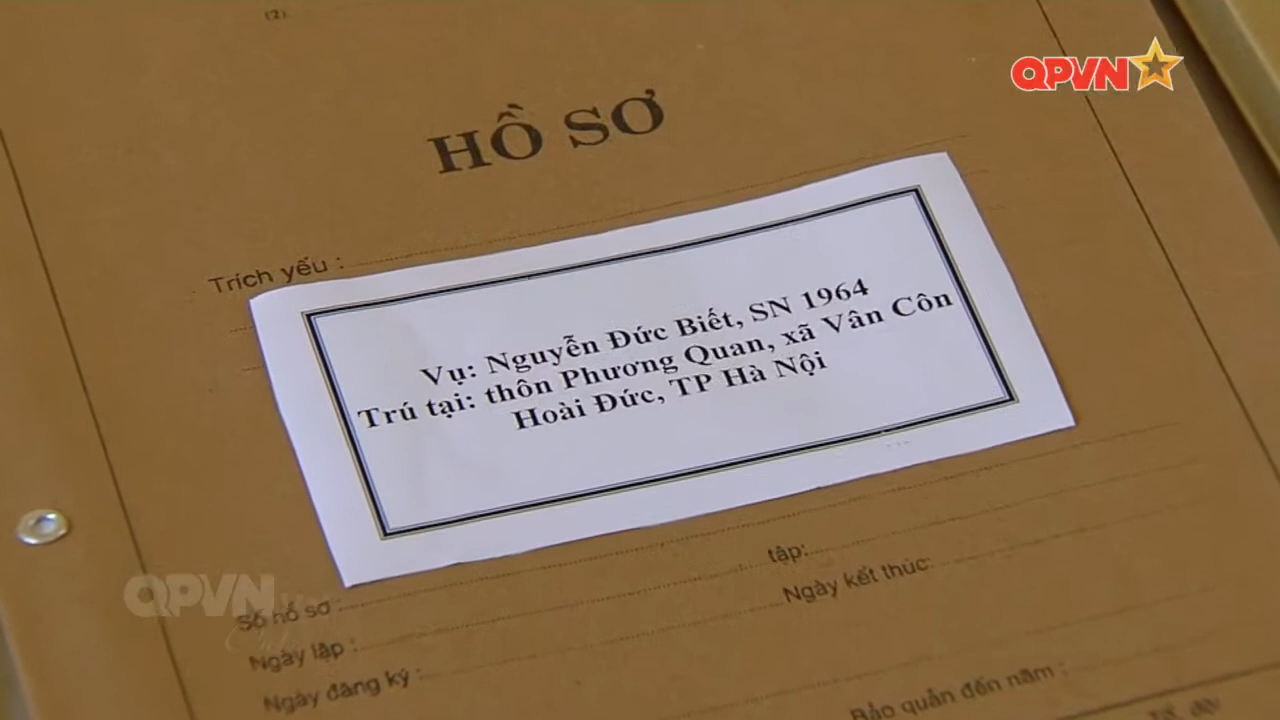 (2)
QPVN
HỒ SƠ
Trích yếu :
Vụ: Nguyễn Đức Biết, SN 1964
Trú tại: thôn Phương Quan, xã Vân Côn
Hoài Đức, TP Hà Nội
tập:
QPVN
Số hồ sơ :
Ngày kết thúc:
Ngày lập :
Ngày đăng ký :
Bảo quản đến năm :